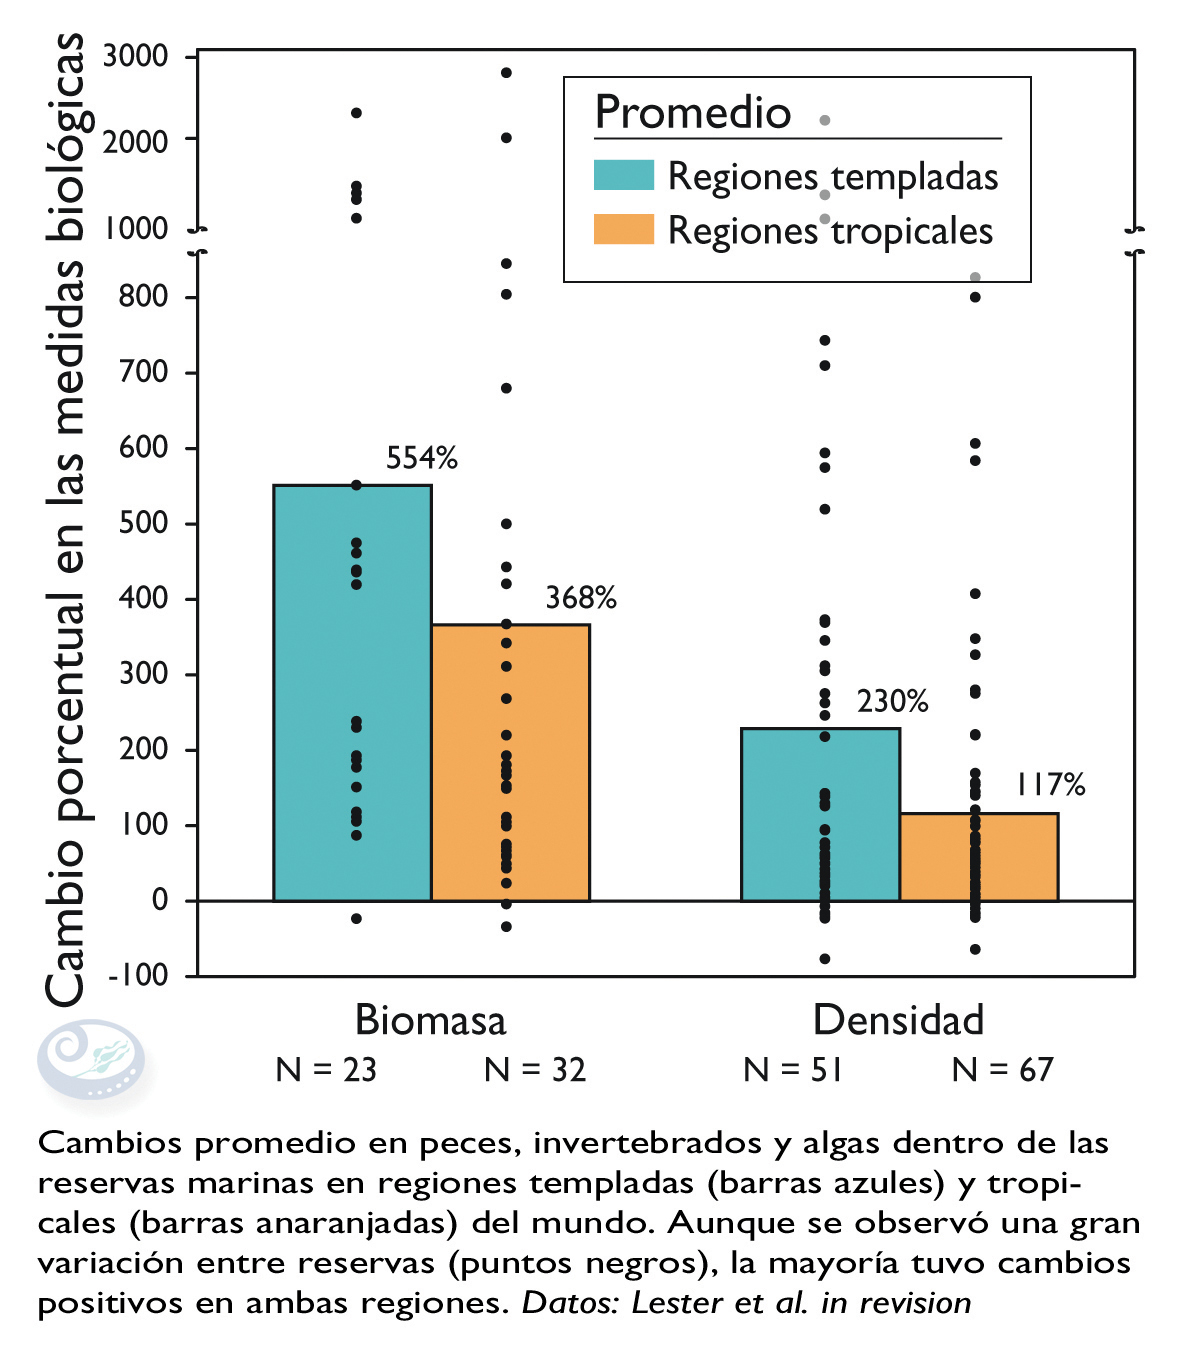 Cambio porcentual en las medidas biológicas
3000
2000
1000
800
700
600
500
400
300
200
100
0
-100
Promedio
Regiones templadas
Regiones tropicales
554%
368%
230%
117%
Biomasa Densidad
N = 23 N = 32 N = 51 N = 67
Cambios promedio en peces, invertebrados y algas dentro de las
reservas marinas en regiones templadas (barras azules) y tropi-
cales (barras anaranjadas) del mundo. Aunque se observó una gran
variación entre reservas (puntos negros), la mayoría tuvo cambios
positivos en ambas regiones. Datos: Lester et al. in revision